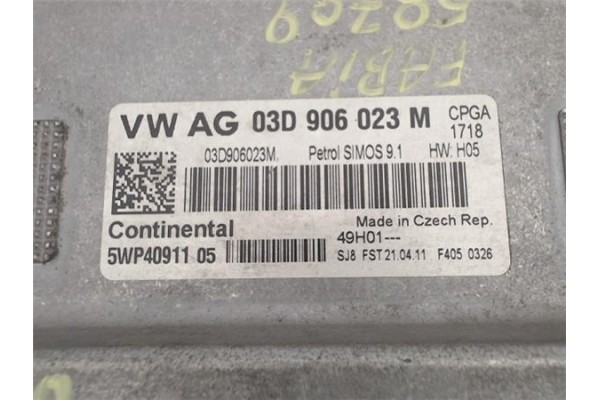 58209
FABIA
VW AG 03D 906 023 M CPGA
1718
03D906023M Petrol SIMOS 9.1 HW: H05
Continental Made in Czech Rep.
5WP40911 05 49H01---
SJ8 FST 21.04.11 F405 0326